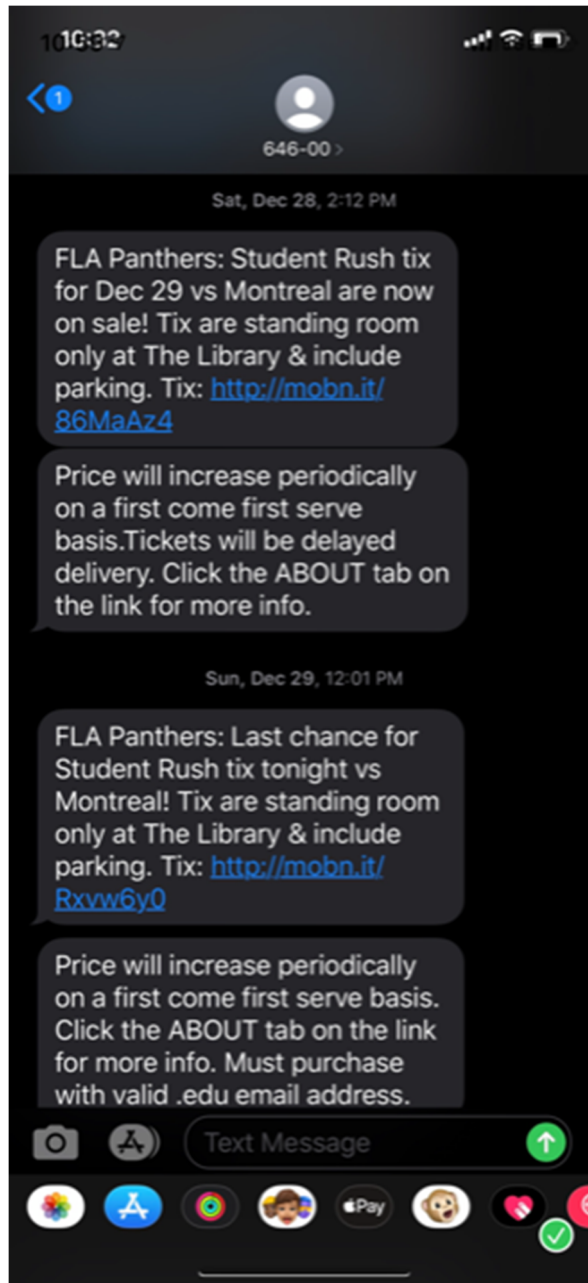 1
646-00 >
Sat, Dec 28, 2:12 PM
FLA Panthers: Student Rush tix
for Dec 29 vs Montreal are now
on sale! Tix are standing room
only at The Library & include
parking. Tix: http://mobn.it/
86MaAz4
Price will increase periodically
on a first come first serve
basis.Tickets will be delayed
delivery. Click the ABOUT tab on
the link for more info.
Sun, Dec 29, 12:01 PM
FLA Panthers: Last chance for
Student Rush tix tonight vs
Montreal! Tix are standing room
only at The Library & include
parking. Tix: http://mobn.it/
Rxvw6y0
Price will increase periodically
on a first come first serve basis.
Click the ABOUT tab on the link
for more info. Must purchase
with valid .edu email address.
Text Message
Pay